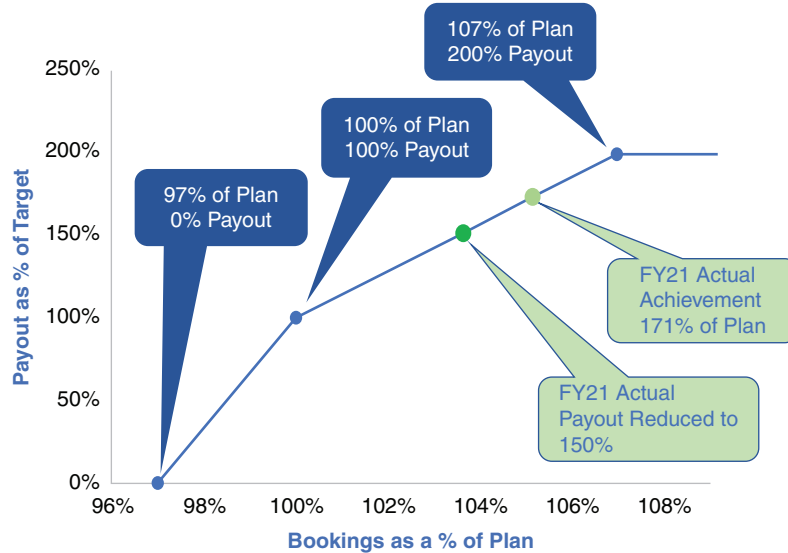 107% of Plan
200% Payout
250%
100% of Plan
100% Payout
200%
97% of Plan
0% Payout
150%
FY21 Actual
Achievement
171% of Plan
100%
FY21 Actual
Payout Reduced to
150%
50%
0%
Payout as % of Target
96%
98%
100%
102%
104%
106%
108%
Bookings as a % of Plan